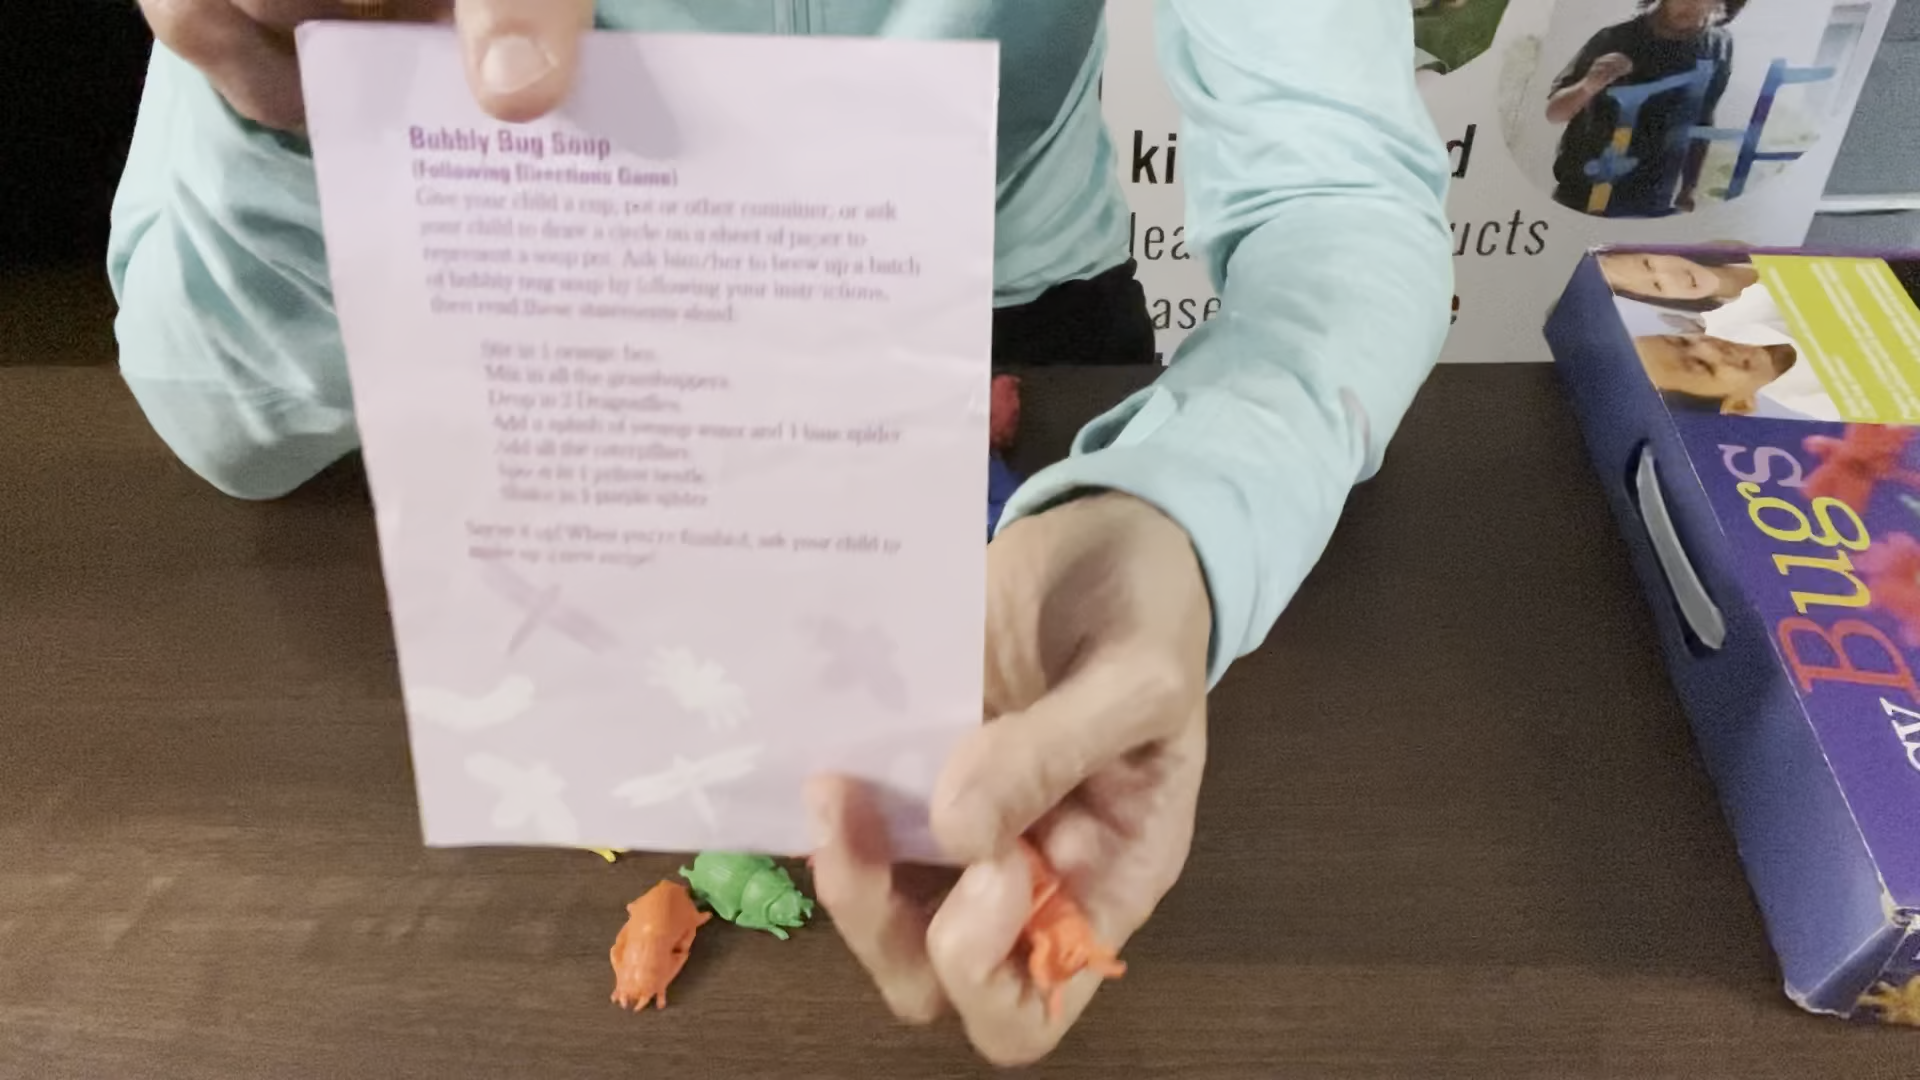 Bubbly Bug Soup
(Following Directions Game)
Give your child a cup, pot or other container, or ask
your child to draw a circle on a sheet of paper to
represent a soup pot. Ask him/her to brew up a batch
of bubbly bug soup by following your instructions,
then read these statements aloud:
Stir in 1 orange bee.
Mix in all the grasshoppers.
Drop in 2 Dragonflies.
Add a splash of swamp water and 1 blue spider
Add all the caterpillars.
in 1 yellow beetle.
Shake in 1 purple spider
Serve it up! When you're finished, ask your child to
make up a new recipe!
ki d
lea ucts
ase
Bugs